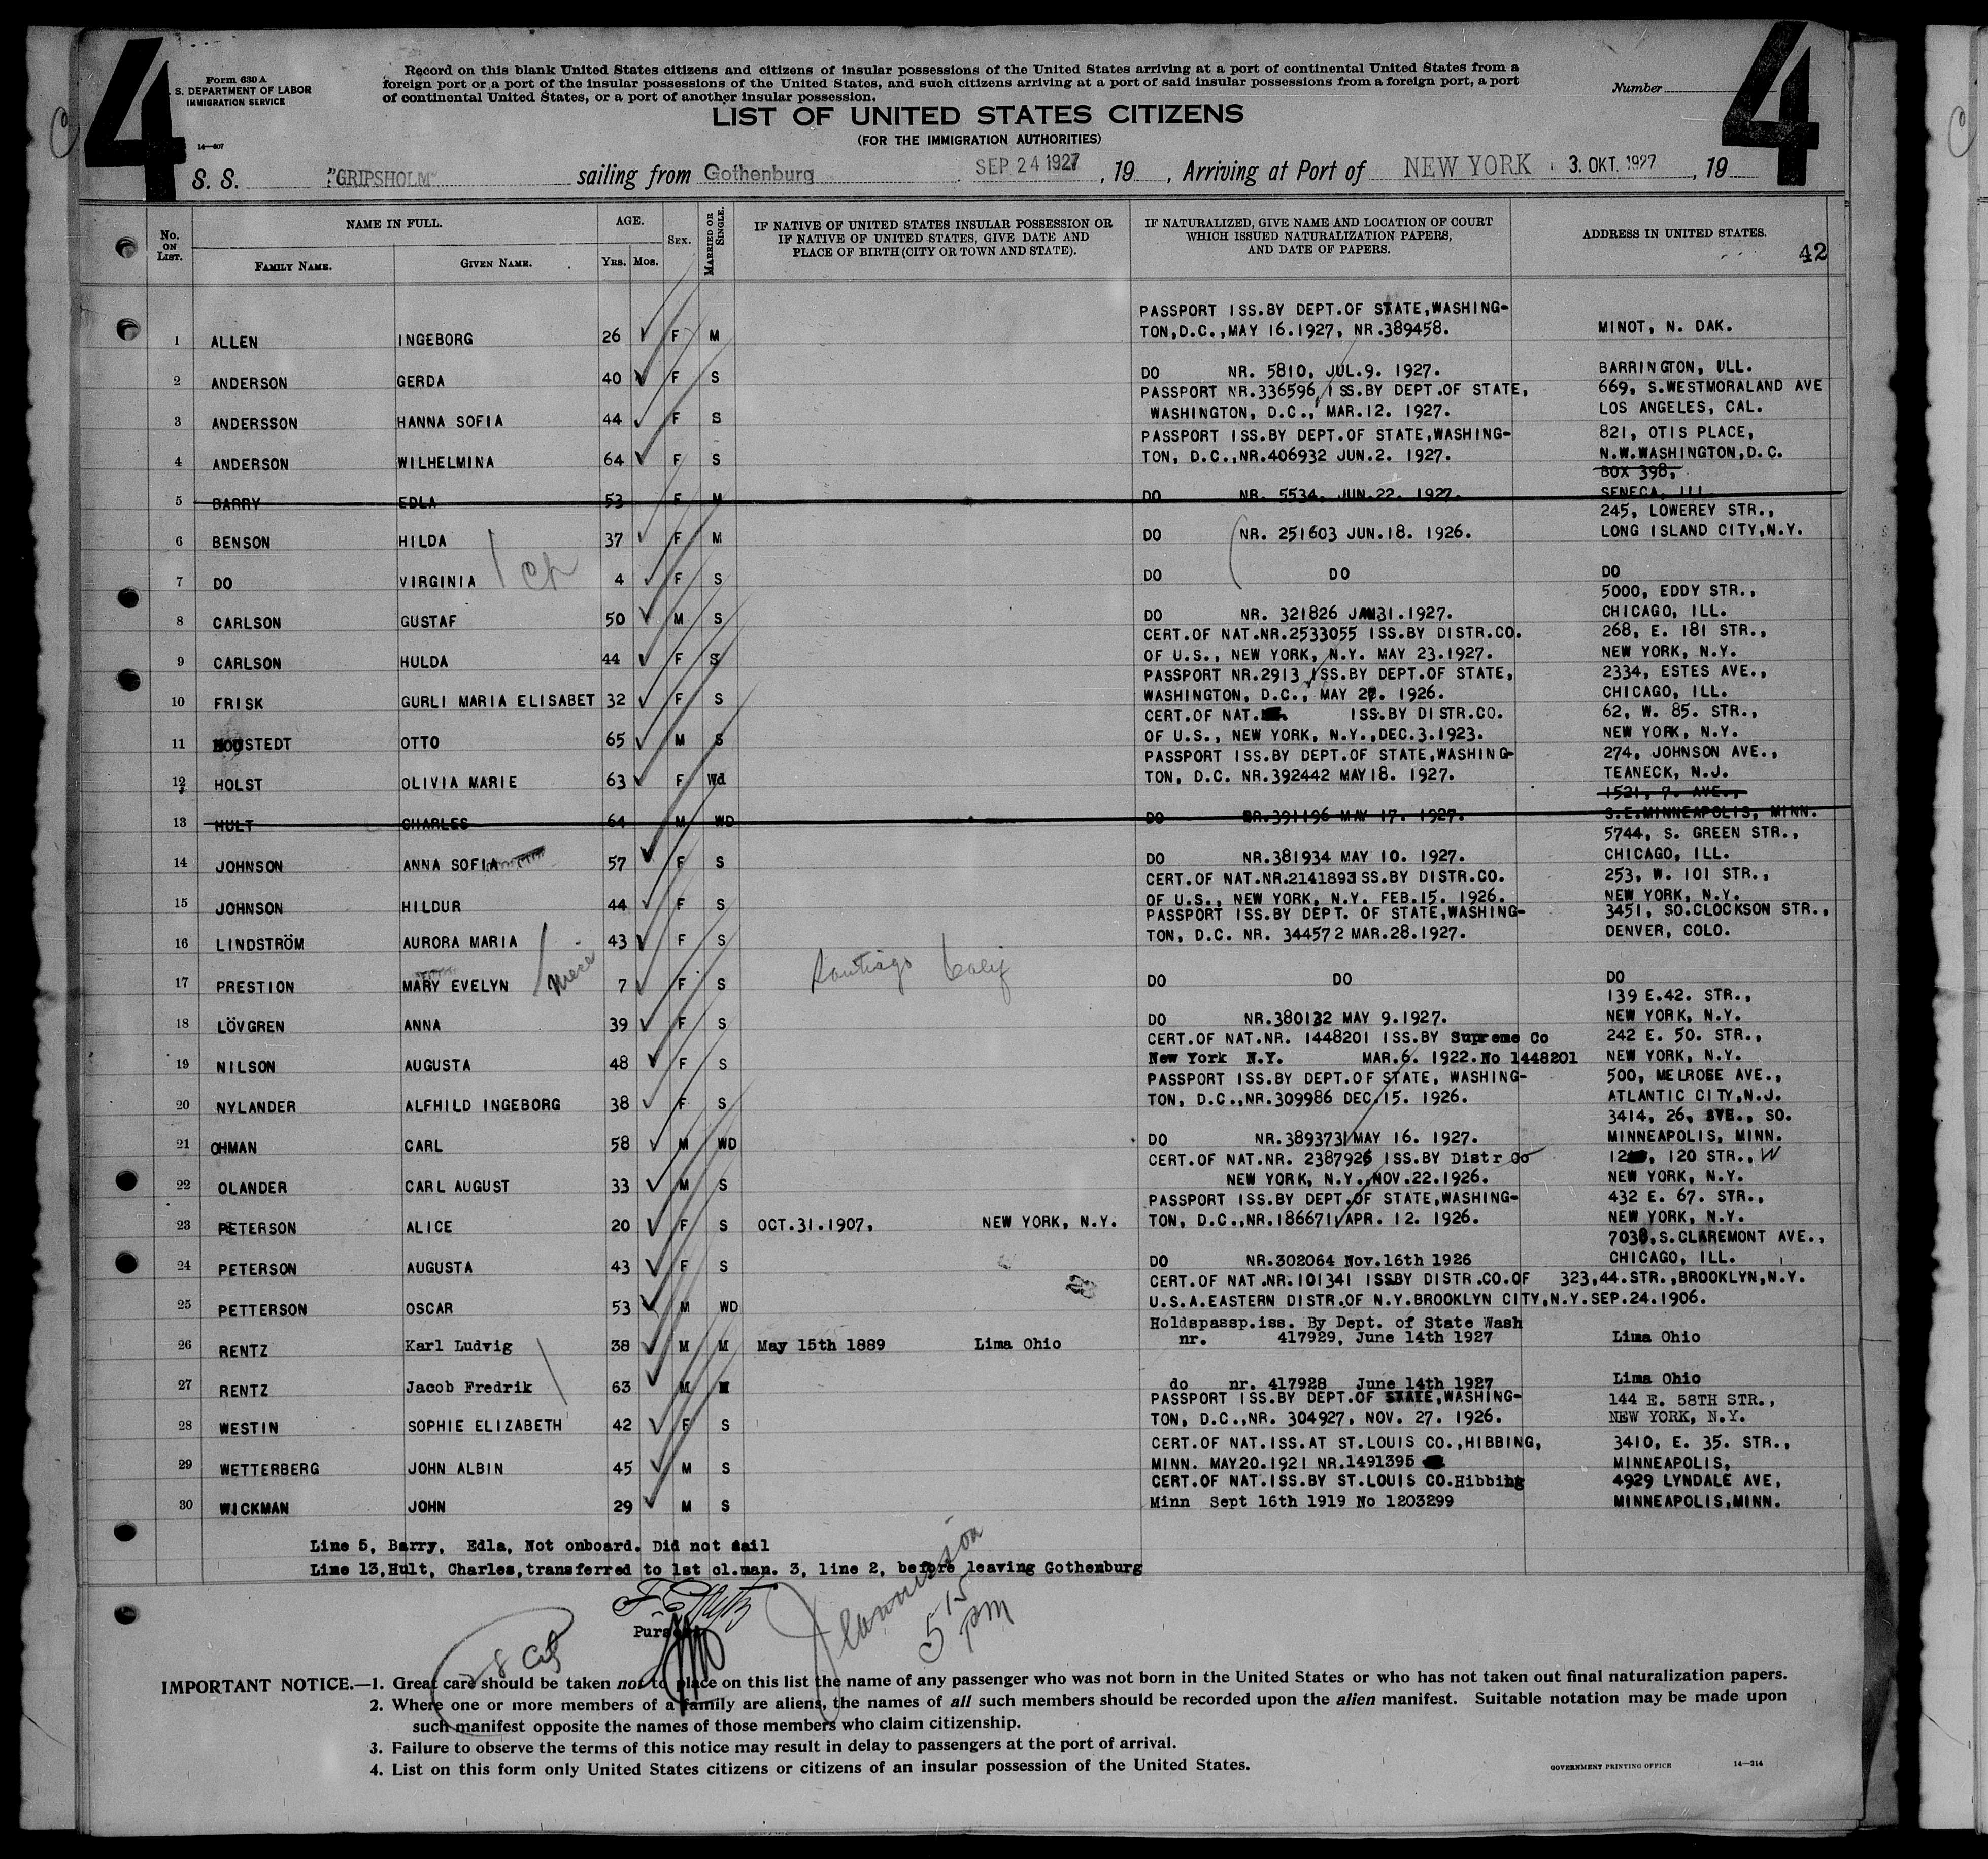 4
4
Form 630 A
S. DEPARTMENT OF LABOR
IMMIGRATION SERVICE
14—607
Record on this blank United States citizens and citizens of insular possessions of the United States arriving at a port of continental United States from a
foreign port or a port of the insular possessions of the United States, and such citizens arriving at a port of said insular possessions from a foreign port, a port
of continental United States, or a port of another insular possession.
Number
LIST OF UNITED STATES CITIZENS
(FOR THE IMMIGRATION AUTHORITIES)
S. S. "GRIPSHOLM" sailing from Gothenburg SEP 24 1927, 19 , Arriving at Port of NEW YORK 3. OKT. 1927, 19
No. ON LIST. NAME IN FULL. FAMILY NAME. GIVEN NAME. AGE. YRS. MOS. SEX. MARRIED OR SINGLE. IF NATIVE OF UNITED STATES INSULAR POSSESSION OR IF NATIVE OF UNITED STATES, GIVE DATE AND PLACE OF BIRTH (CITY OR TOWN AND STATE). IF NATURALIZED, GIVE NAME AND LOCATION OF COURT WHICH ISSUED NATURALIZATION PAPERS, AND DATE OF PAPERS. ADDRESS IN UNITED STATES.
42
PASSPORT ISS.BY DEPT.OF STATE,WASHING-
1 ALLEN INGEBORG 26 F M TON,D.C.,MAY 16.1927, NR.389458. MINOT, N. DAK.
2 ANDERSON GERDA 40 F S DO NR. 5810, JUL.9. 1927. BARRINGTON, ULL.
PASSPORT NR.336596, ISS.BY DEPT.OF STATE, 669, S.WESTMORALAND AVE
3 ANDERSSON HANNA SOFIA 44 F S WASHINGTON, D.C., MAR.12. 1927. LOS ANGELES, CAL.
PASSPORT ISS.BY DEPT.OF STATE,WASHING- 821, OTIS PLACE,
4 ANDERSON WILHELMINA 64 F S TON, D.C.,NR.406932 JUN.2. 1927. N.W.WASHINGTON,D.C.
BOX 398,
5 BARRY EDLA 53 F M DO NR. 5534, JUN.22. 1927. SENECA, ILL
245, LOWEREY STR.,
6 BENSON HILDA 37 F M DO NR. 251603 JUN.18. 1926. LONG ISLAND CITY,N.Y.
7 DO VIRGINIA 4 F S DO DO DO
5000, EDDY STR.,
8 CARLSON GUSTAF 50 M S DO NR. 321826 JAN31.1927. CHICAGO, ILL.
CERT.OF NAT.NR.2533055 ISS.BY DISTR.CO. 268, E. 181 STR.,
9 CARLSON HULDA 44 F S OF U.S., NEW YORK, N.Y. MAY 23.1927. NEW YORK, N.Y.
PASSPORT NR.2913 ISS.BY DEPT.OF STATE, 2334, ESTES AVE.,
10 FRISK GURLI MARIA ELISABET 32 F S WASHINGTON, D.C., MAY 22. 1926. CHICAGO, ILL.
CERT.OF NAT. ISS.BY DISTR.CO. 62, W. 85. STR.,
11 STEDT OTTO 65 M S OF U.S., NEW YORK, N.Y.,DEC.3.1923. NEW YORK, N.Y.
PASSPORT ISS.BY DEPT.OF STATE,WASHING- 274, JOHNSON AVE.,
12 HOLST OLIVIA MARIE 63 F Wd TON, D.C. NR.392442 MAY18. 1927. TEANECK, N.J.
1521, 7. AVE.,
13 HULT CHARLES 64 M WD DO NR.391196 MAY 17. 1927. S.E.MINNEAPOLIS, MINN.
5744, S. GREEN STR.,
14 JOHNSON ANNA SOFIA 57 F S DO NR.381934 MAY 10. 1927. CHICAGO, ILL.
CERT.OF NAT.NR.2141893ISS.BY DISTR.CO. 253, W. 101 STR.,
15 JOHNSON HILDUR 44 F S OF U.S., NEW YORK, N.Y. FEB.15. 1926. NEW YORK, N.Y.
PASSPORT ISS.BY DEPT. OF STATE,WASHING- 3451, SO.CLOCKSON STR.,
16 LINDSTRÖM AURORA MARIA 43 F S TON, D.C. NR. 344572 MAR.28.1927. DENVER, COLO.
17 PRESTION MARY EVELYN niece 7 F S Santiago Calif DO DO DO
139 E.42. STR.,
18 LÖVGREN ANNA 39 F S DO NR.380132 MAY 9.1927. NEW YORK, N.Y.
CERT.OF NAT.NR. 1448201 ISS.BY Supreme Co 242 E. 50. STR.,
19 NILSON AUGUSTA 48 F S New York N.Y. MAR.6. 1922.No 1448201 NEW YORK, N.Y.
PASSPORT ISS.BY DEPT.OF STATE, WASHING- 500, MELROSE AVE.,
20 NYLANDER ALFHILD INGEBORG 38 F S TON, D.C.,NR.309986 DEC.15. 1926. ATLANTIC CITY,N.J.
3414, 26, AVE., SO.
21 OHMAN CARL 58 M WD DO NR.389373 MAY 16. 1927. MINNEAPOLIS, MINN.
CERT.OF NAT.NR. 2387926 ISS.BY Distr Co 120 STR., W
22 OLANDER CARL AUGUST 33 M S NEW YORK, N.Y.,NOV.22.1926. NEW YORK, N.Y.
PASSPORT ISS.BY DEPT.OF STATE,WASHING- 432 E. 67. STR.,
23 PETERSON ALICE 20 F S OCT.31.1907, NEW YORK, N.Y. TON, D.C.,NR.186671,APR. 12. 1926. NEW YORK, N.Y.
7038,S.CLAREMONT AVE.,
24 PETERSON AUGUSTA 43 F S DO NR.302064 Nov.16th 1926 CHICAGO, ILL.
CERT.OF NAT.NR.101341 ISSBY DISTR.CO.OF 323,44.STR.,BROOKLYN,N.Y.
25 PETTERSON OSCAR 53 M WD U.S.A.EASTERN DISTR.OF N.Y.BROOKLYN CITY,N.Y.SEP.24.1906.
Holdspassp.iss. By Dept. of State Wash
26 RENTZ Karl Ludvig 38 M M May 15th 1889 Lima Ohio nr. 417929, June 14th 1927 Lima Ohio
27 RENTZ Jacob Fredrik 63 M do nr. 417928 June 14th 1927 Lima Ohio
PASSPORT ISS.BY DEPT.OF STATE,WASHING- 144 E. 58TH STR.,
28 WESTIN SOPHIE ELIZABETH 42 F S TON, D.C.,NR. 304927, NOV. 27. 1926. NEW YORK, N.Y.
CERT.OF NAT.ISS.AT ST.LOUIS CO.,HIBBING, 3410, E. 35. STR.,
29 WETTERBERG JOHN ALBIN 45 M S MINN. MAY20.1921 NR.1491395 MINNEAPOLIS,
CERT.OF NAT.ISS.BY ST.LOUIS CO.Hibbing 4929 LYNDALE AVE,
30 WICKMAN JOHN 29 M S Minn Sept 16th 1919 No 1203299 MINNEAPOLIS,MINN.
Line 5, Barry, Edla, Not onboard. Did not sail
Line 13,Hult, Charles,transferred to 1st cl.man. 3, line 2, before leaving Gothenburg
Purser
28 Cit
5 15 pm
IMPORTANT NOTICE.—1. Great care should be taken not to place on this list the name of any passenger who was not born in the United States or who has not taken out final naturalization papers.
2. Where one or more members of a family are aliens, the names of all such members should be recorded upon the alien manifest. Suitable notation may be made upon
such manifest opposite the names of those members who claim citizenship.
3. Failure to observe the terms of this notice may result in delay to passengers at the port of arrival.
4. List on this form only United States citizens or citizens of an insular possession of the United States.
GOVERNMENT PRINTING OFFICE 14—214